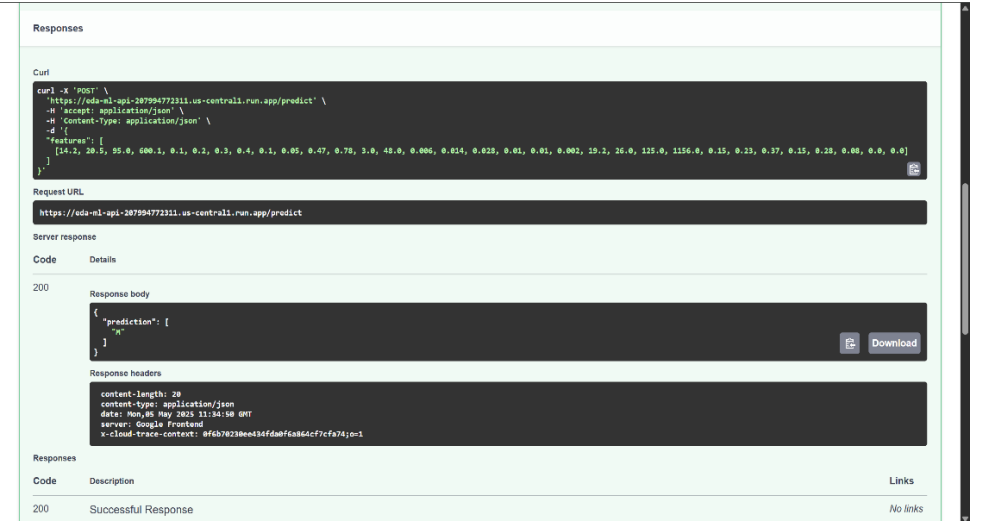 Responses
Curl
curl -X 'POST' \
'https://eda-ml-api-207994772311.us-central1.run.app/predict' \
-H 'accept: application/json' \
-H 'Content-Type: application/json' \
-d '{
"features": [
[14.2, 20.5, 95.0, 600.1, 0.1, 0.2, 0.3, 0.4, 0.1, 0.05, 0.47, 0.78, 3.0, 48.0, 0.006, 0.014, 0.028, 0.01, 0.01, 0.002, 19.2, 26.0, 125.0, 1156.0, 0.15, 0.23, 0.37, 0.15, 0.28, 0.08, 0.0, 0.0]
]
}'
Request URL
https://eda-ml-api-207994772311.us-central1.run.app/predict
Server response
Code Details
200
Response body
{
"prediction": [
"M"
]
}
Download
Response headers
content-length: 20
content-type: application/json
date: Mon,05 May 2025 11:34:50 GMT
server: Google Frontend
x-cloud-trace-context: 0f6b70230ee434fda0f6a864cf7cfa74;o=1
Responses
Code Description Links
200 Successful Response No links